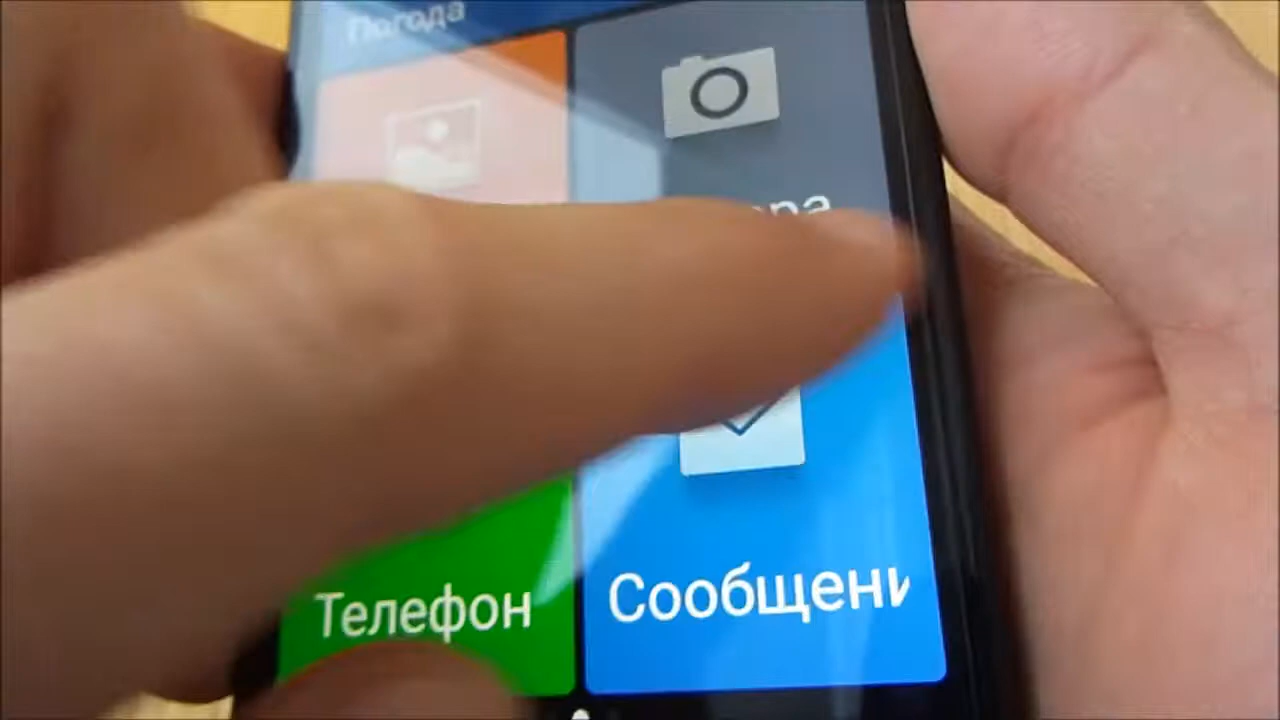 Погода
Телефон
Сообщени